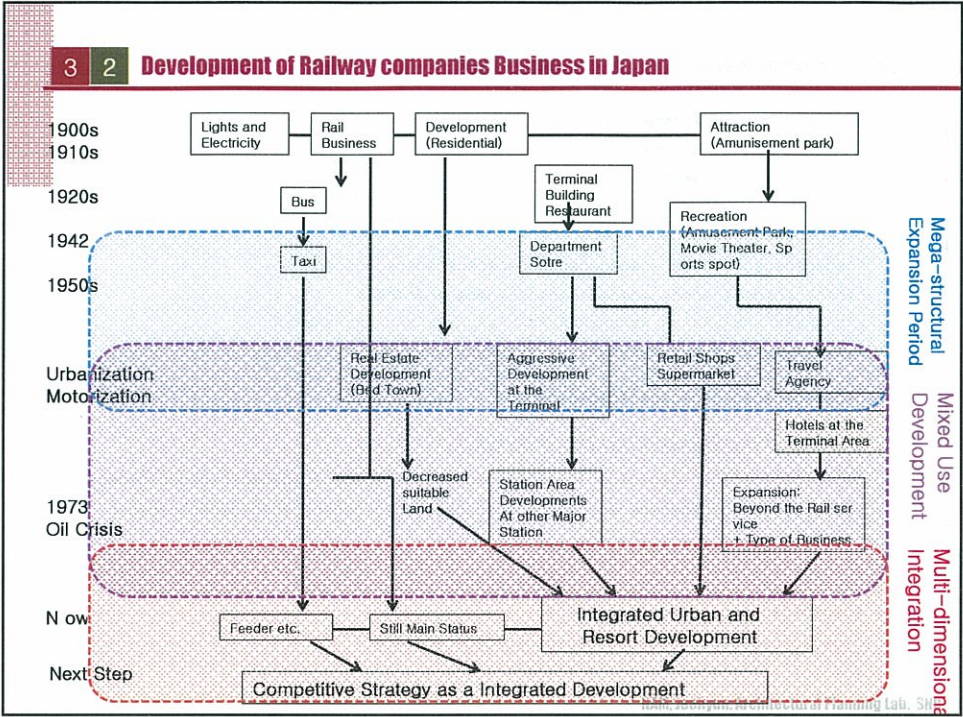 3 2 Development of Railway companies Business in Japan
1900s
1910s
Lights and
Electricity
Rail
Business
Development
(Residential)
Attraction
(Amunisement park)
1920s
Bus
Terminal
Building
Restaurant
Recreation
(Amusement Park,
Movie Theater, Sp
orts spot)
1942
Taxi
Department
Sotre
1950s
Mega-structural
Expansion Period
Urbanization
Motorization
Real Estate
Development
(Bed Town)
Aggressive
Development
at the
Terminal
Retail Shops
Supermarket
Travel
Agency
Hotels at the
Terminal Area
Mixed Use
Development
Decreased
suitable
Land
Station Area
Developments
At other Major
Station
Expansion:
Beyond the Rail ser
vice
+ Type of Business
1973
Oil Crisis
Multi-dimensiona
Integration
N ow
Feeder etc.
Still Main Status
Integrated Urban and
Resort Development
Next Step
Competitive Strategy as a Integrated Development
Architectural Planning Lab. SN